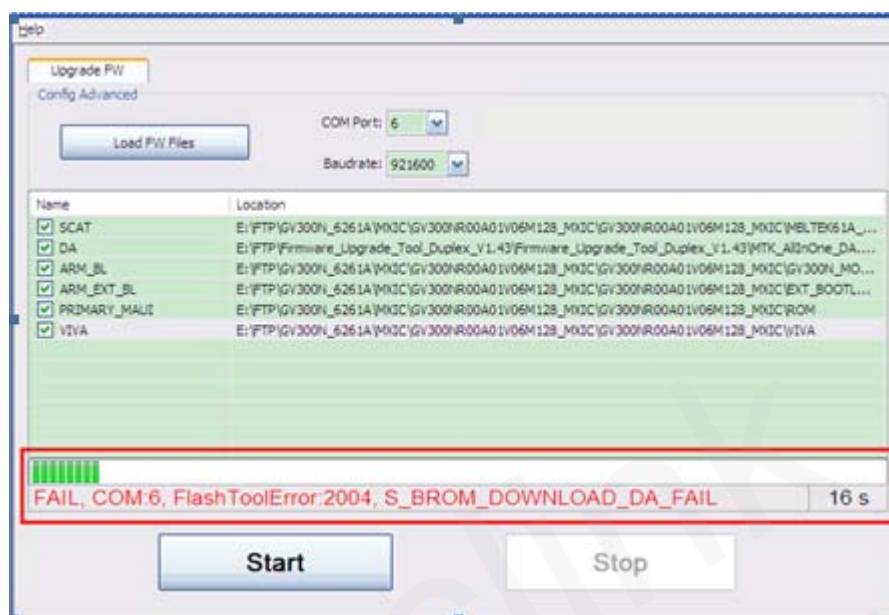 Help
Upgrade FW
Config Advanced
Load FW Files
COM Port: 6
Baudrate: 921600
Name Location
SCAT E:\FTP\GV300N_6261A\MXIC\GV300NR00A01V06M128_MXIC\GV300NR00A01V06M128_MXIC\MBLTEK61A_...
DA E:\FTP\Firmware_Upgrade_Tool_Duplex_V1.43\Firmware_Upgrade_Tool_Duplex_V1.43\MTK_AllInOne_DA....
ARM_BL E:\FTP\GV300N_6261A\MXIC\GV300NR00A01V06M128_MXIC\GV300NR00A01V06M128_MXIC\GV300N_MO...
ARM_EXT_BL E:\FTP\GV300N_6261A\MXIC\GV300NR00A01V06M128_MXIC\GV300NR00A01V06M128_MXIC\EXT_BOOTL...
PRIMARY_MAUI E:\FTP\GV300N_6261A\MXIC\GV300NR00A01V06M128_MXIC\GV300NR00A01V06M128_MXIC\ROM
VIVA E:\FTP\GV300N_6261A\MXIC\GV300NR00A01V06M128_MXIC\GV300NR00A01V06M128_MXIC\VIVA
FAIL, COM:6, FlashToolError:2004, S_BROM_DOWNLOAD_DA_FAIL 16 s
Start Stop